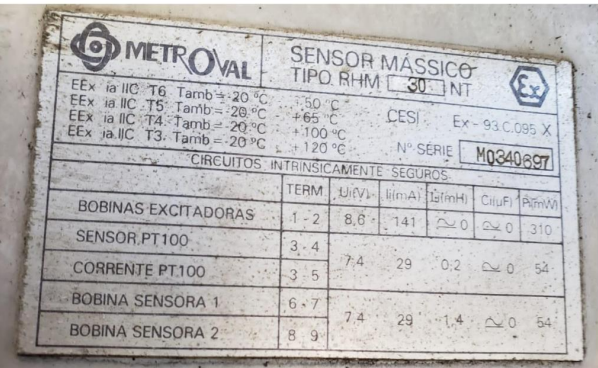 METROVAL
SENSOR MÁSSICO
TIPO RHM 30 NT
Ex
EEx ia IIC T6 Tamb = -20 °C +50 °C
EEx ia IIC T5 Tamb = -20 °C +65 °C
EEx ia IIC T4 Tamb = -20 °C +100 °C
EEx ia IIC T3 Tamb = -20 °C +120 °C
CESI Ex - 93.C.095 X
Nº SÉRIE M0340697
CIRCUITOS INTRINSICAMENTE SEGUROS
TERM Ui(V) Ii(mA) Li(mH) Ci(µF) Pi(mW)
BOBINAS EXCITADORAS 1 - 2 8,6 141 ≃ 0 ≃ 0 310
SENSOR PT100 3 - 4
7,4 29 0,2 ≃ 0 54
CORRENTE PT100 3 - 5
BOBINA SENSORA 1 6 - 7
7,4 29 1,4 ≃ 0 54
BOBINA SENSORA 2 8 9